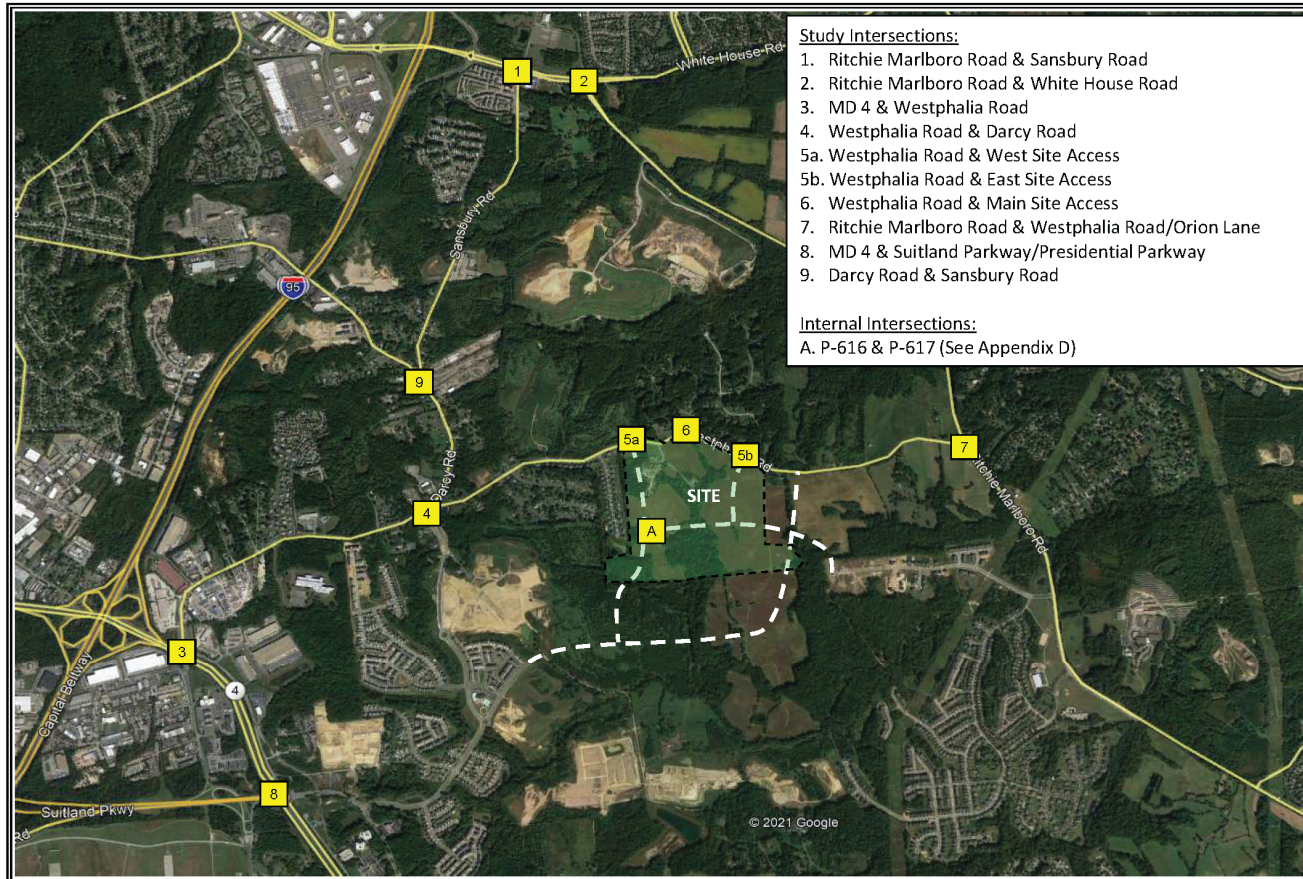 Study Intersections:
1. Ritchie Marlboro Road & Sansbury Road
2. Ritchie Marlboro Road & White House Road
3. MD 4 & Westphalia Road
4. Westphalia Road & Darcy Road
5a. Westphalia Road & West Site Access
5b. Westphalia Road & East Site Access
6. Westphalia Road & Main Site Access
7. Ritchie Marlboro Road & Westphalia Road/Orion Lane
8. MD 4 & Suitland Parkway/Presidential Parkway
9. Darcy Road & Sansbury Road
Internal Intersections:
A. P-616 & P-617 (See Appendix D)
White House Rd
1
2
Sansbury Rd
95
9
5a
6
5b
Rd
7
Ritchie-Marlboro Rd
SITE
Darcy Rd
4
A
3
4
Capital Beltway
8
Suitland Pkwy
Rd
© 2021 Google